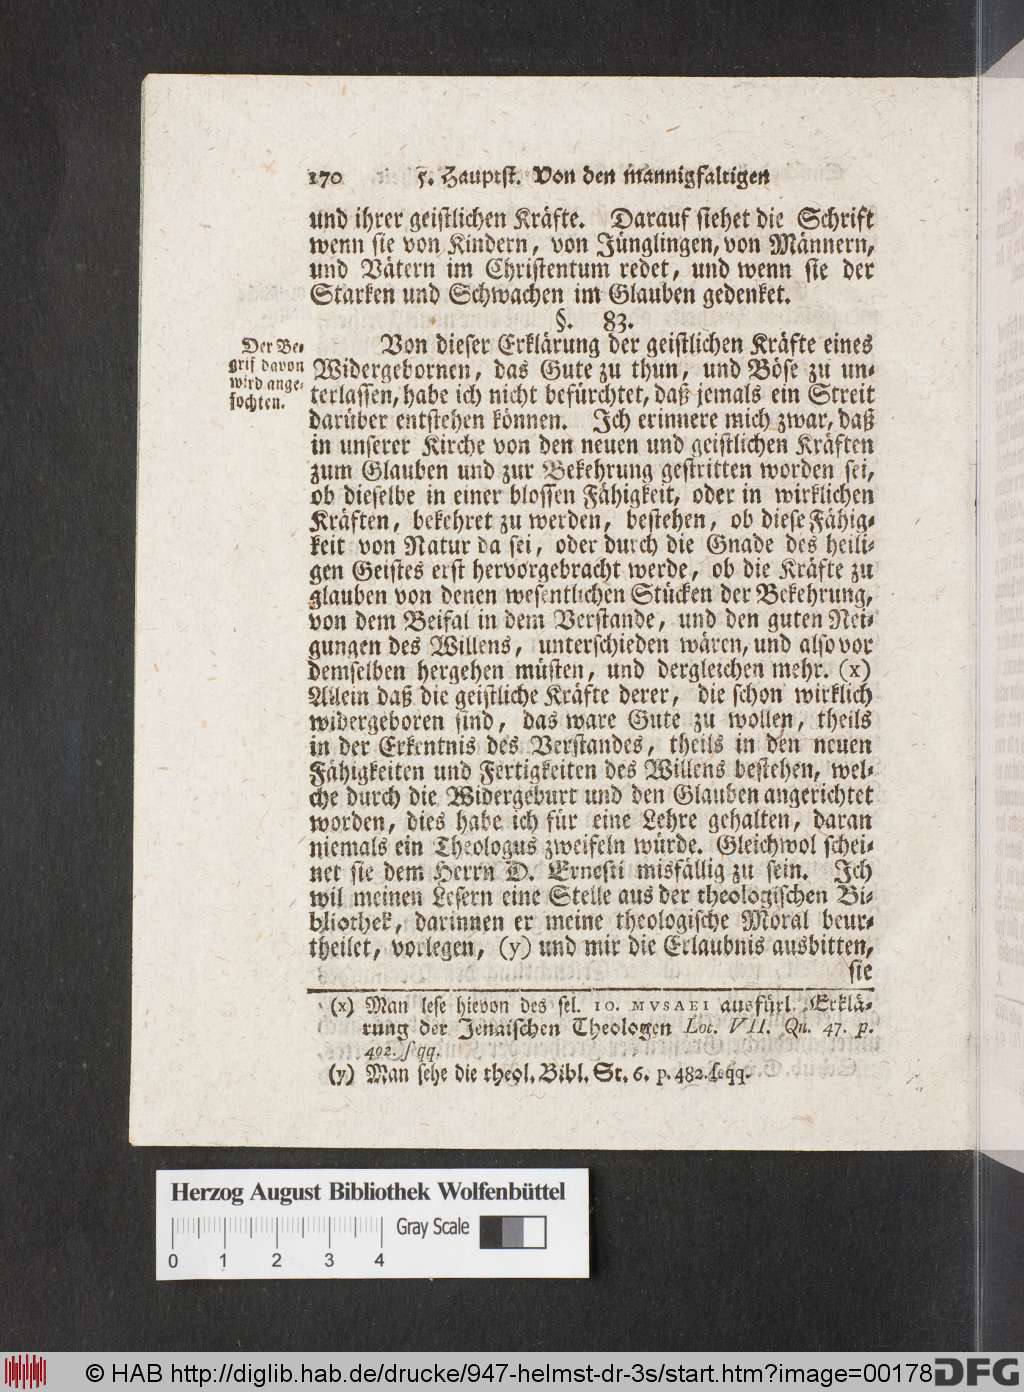 170 5. Hauptst. Von den mannigfaltigen
und ihrer geistlichen Kräfte. Darauf siehet die Schrift
wenn sie von Kindern, von Jünglingen, von Männern,
und Vätern im Christentum redet, und wenn sie der
Starken und Schwachen im Glauben gedenket.
§. 83.
Der Be-
grif davon
wird ange-
fochten.
Von dieser Erklärung der geistlichen Kräfte eines
Widergebornen, das Gute zu thun, und Böse zu un-
terlassen, habe ich nicht befürchtet, daß jemals ein Streit
darüber entstehen können. Ich erinnere mich zwar, daß
in unserer Kirche von den neuen und geistlichen Kräften
zum Glauben und zur Bekehrung gestritten worden sei,
ob dieselbe in einer blossen Fähigkeit, oder in wirklichen
Kräften, bekehret zu werden, bestehen, ob diese Fähig-
keit von Natur da sei, oder durch die Gnade des heili-
gen Geistes erst hervorgebracht werde, ob die Kräfte zu
glauben von denen wesentlichen Stücken der Bekehrung,
von dem Beifal in dem Verstande, und den guten Nei-
gungen des Willens, unterschieden wären, und also vor
demselben hergehen müsten, und dergleichen mehr. (x)
Allein daß die geistliche Kräfte derer, die schon wirklich
widergeboren sind, das ware Gute zu wollen, theils
in der Erkentnis des Verstandes, theils in den neuen
Fähigkeiten und Fertigkeiten des Willens bestehen, wel-
che durch die Widergeburt und den Glauben angerichtet
worden, dies habe ich für eine Lehre gehalten, daran
niemals ein Theologus zweifeln würde. Gleichwol schei-
net sie dem Herrn D. Ernesti misfällig zu sein. Ich
wil meinen Lesern eine Stelle aus der theologischen Bi-
bliothek, darinnen er meine theologische Moral beur-
theilet, vorlegen, (y) und mir die Erlaubnis ausbitten,
sie
(x) Man lese hievon des sel. IO. MVSAEI ausfürl. Erklä-
rung der Jenaischen Theologen Loc. VII. Qu. 47. p.
402. sqq.
(y) Man sehe die theol. Bibl. St. 6. p. 482. seqq.
Herzog August Bibliothek Wolfenbüttel
Gray Scale
0 1 2 3 4
© HAB http://diglib.hab.de/drucke/947-helmst-dr-3s/start.htm?image=00178
DFG